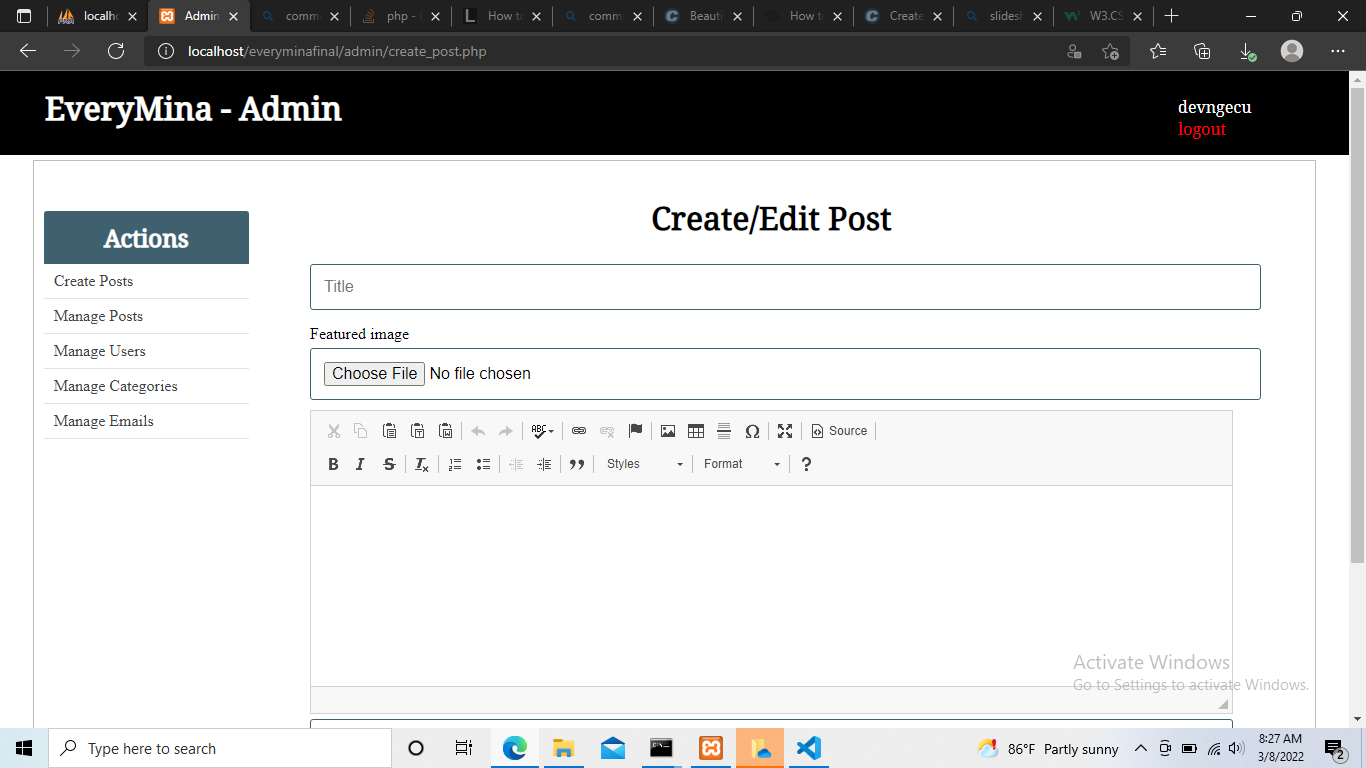 localho
Admin
comm
php -
How to
comm
Beauti
How to
Create
slidesh
W3.CS
localhost/everyminafinal/admin/create_post.php
EveryMina - Admin
devngecu
logout
Create/Edit Post
Actions
Create Posts
Manage Posts
Manage Users
Manage Categories
Manage Emails
Title
Featured image
Choose File No file chosen
ABC
Source
B I S Tx
Styles
Format
?
Activate Windows
Go to Settings to activate Windows.
Type here to search
86°F Partly sunny
8:27 AM
3/8/2022
2